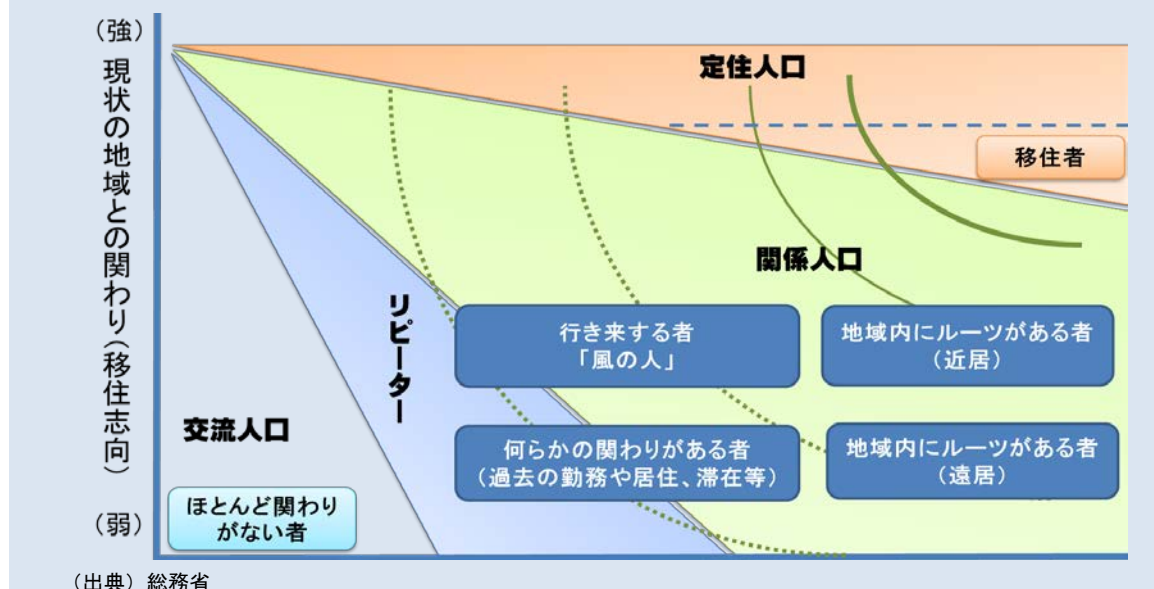 （強）
現状の地域との関わり（移住志向）
（弱）
定住人口
移住者
関係人口
リピーター
行き来する者
「風の人」
地域内にルーツがある者
（近居）
交流人口
何らかの関わりがある者
（過去の勤務や居住、滞在等）
地域内にルーツがある者
（遠居）
ほとんど関わり
がない者
（出典）総務省